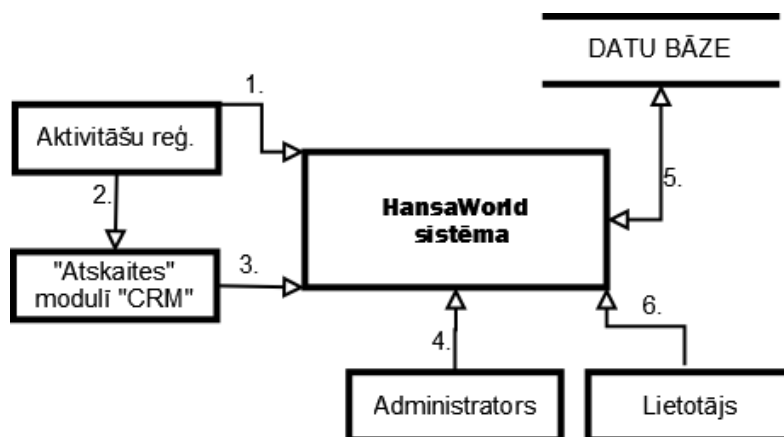 DATU BĀZE
1.
Aktivitāšu reģ.
2.
5.
HansaWorld
sistēma
"Atskaites"
modulī "CRM"
3.
4.
6.
Administrators
Lietotājs